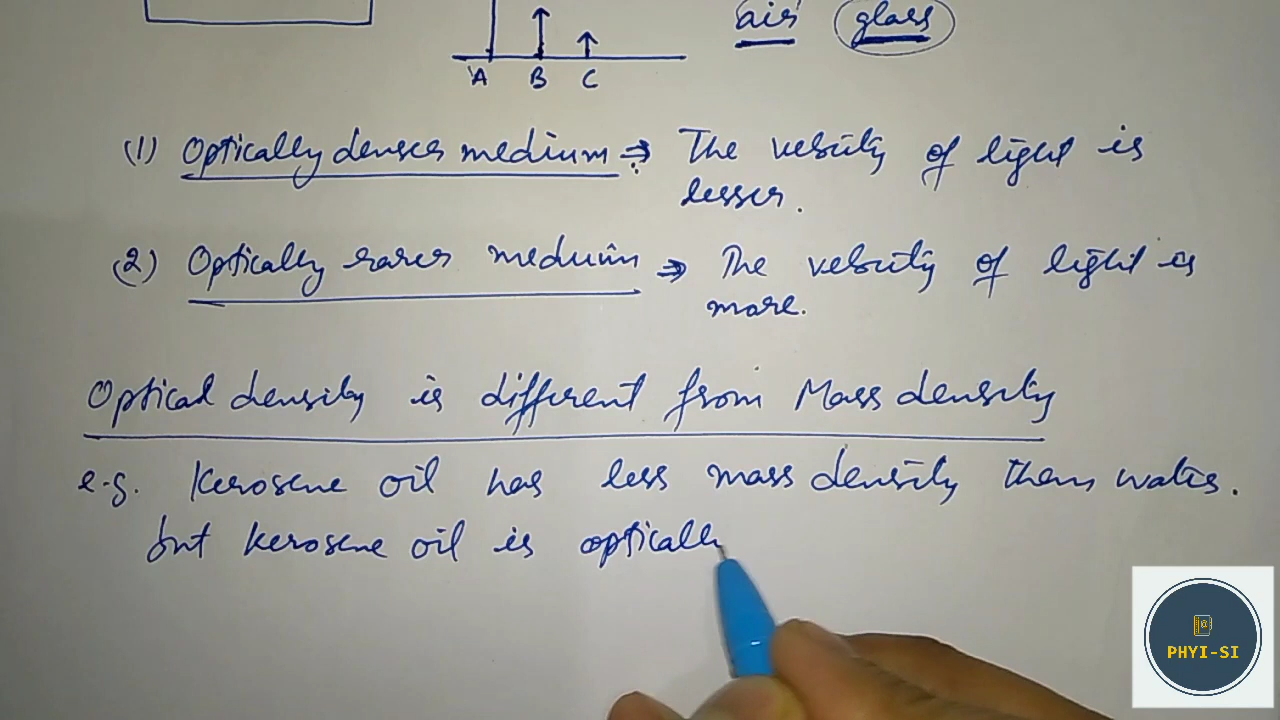 air glass
A B C
(1) Optically denser medium ⇒ The velocity of light is
lesser.
(2) Optically rarer medium ⇒ The velocity of light is
more.
Optical density is different from Mass density
e.g. Kerosene oil has less mass density than water.
but kerosene oil is optically
PHYI-SI